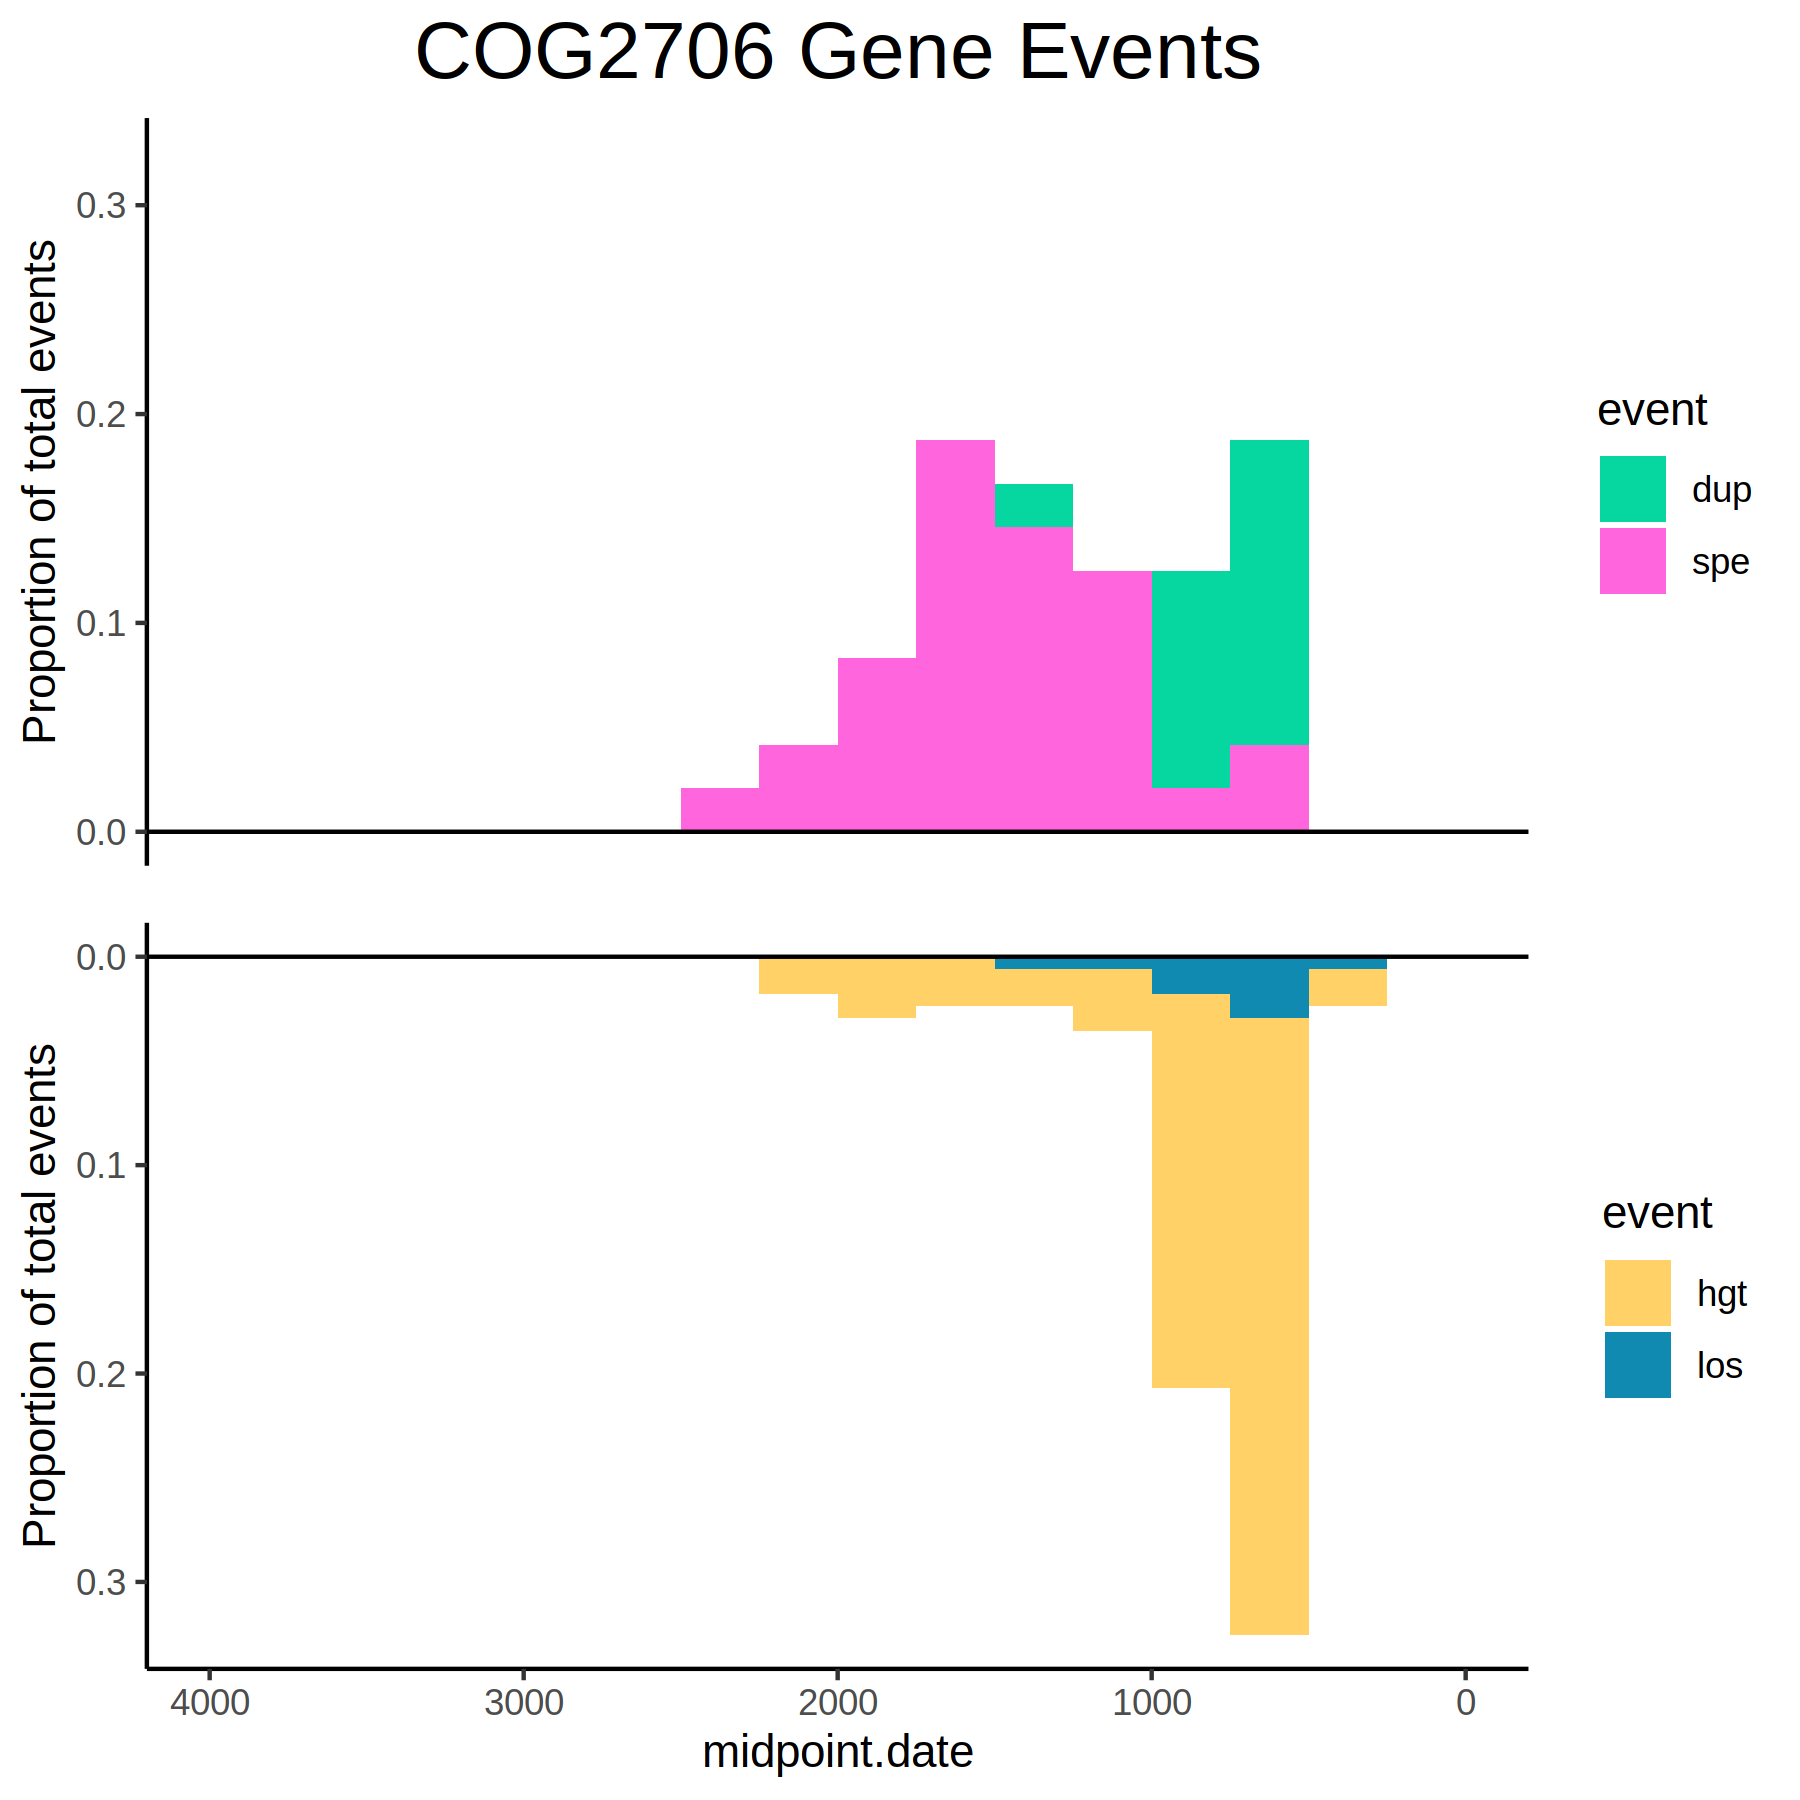 COG2706 Gene Events
Proportion of total events
0.3
0.2
0.1
0.0
event
dup
spe
Proportion of total events
0.0
0.1
0.2
0.3
event
hgt
los
4000 3000 2000 1000 0
midpoint.date